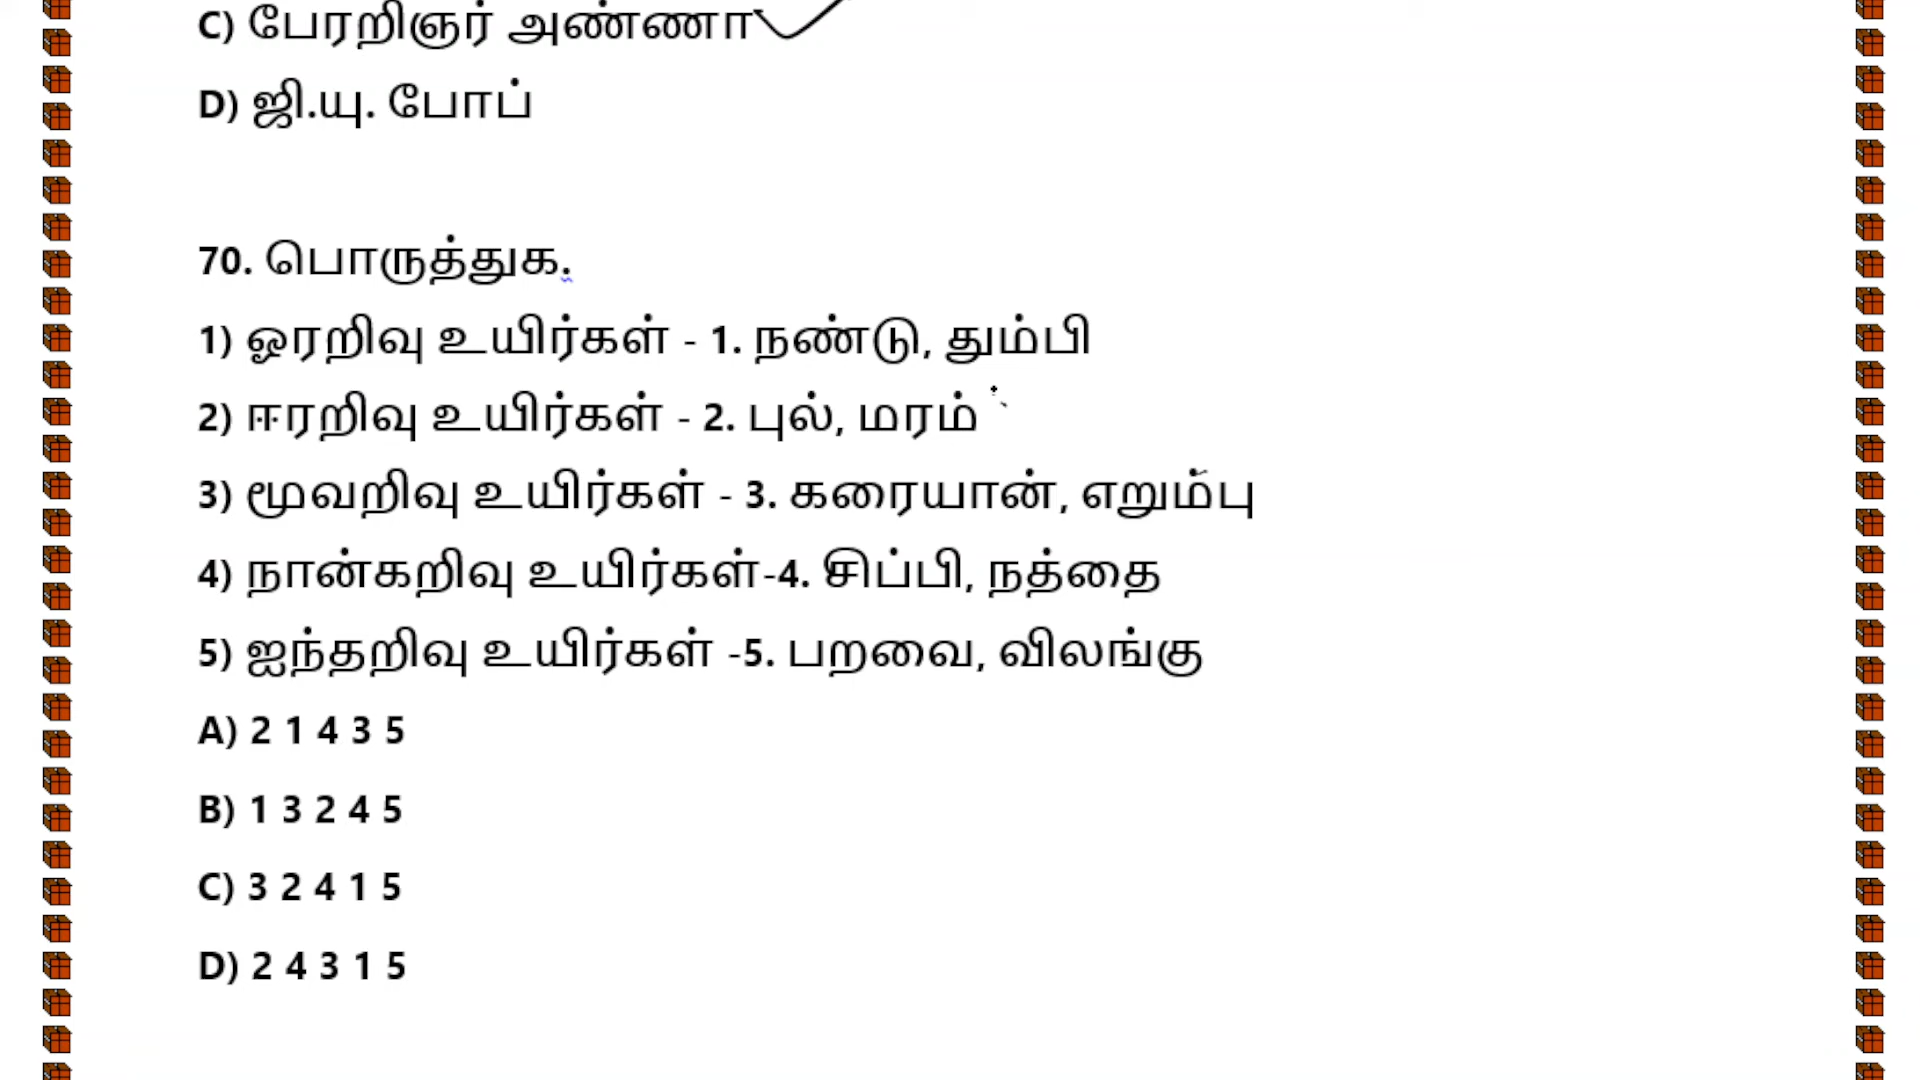 C) பேரறிஞர் அண்ணா
D) ஜி.யு. போப்
70. பொருத்துக.
1) ஓரறிவு உயிர்கள் - 1. நண்டு, தும்பி
2) ஈரறிவு உயிர்கள் - 2. புல், மரம்
3) மூவறிவு உயிர்கள் - 3. கரையான், எறும்பு
4) நான்கறிவு உயிர்கள்-4. சிப்பி, நத்தை
5) ஐந்தறிவு உயிர்கள் -5. பறவை, விலங்கு
A) 2 1 4 3 5
B) 1 3 2 4 5
C) 3 2 4 1 5
D) 2 4 3 1 5